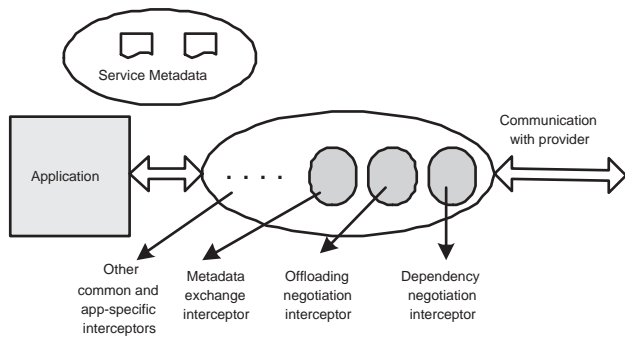 Service Metadata
Communication
with provider
Application
. . . .
Other
common and
app-specific
interceptors
Metadata
exchange
interceptor
Offloading
negotiation
interceptor
Dependency
negotiation
interceptor